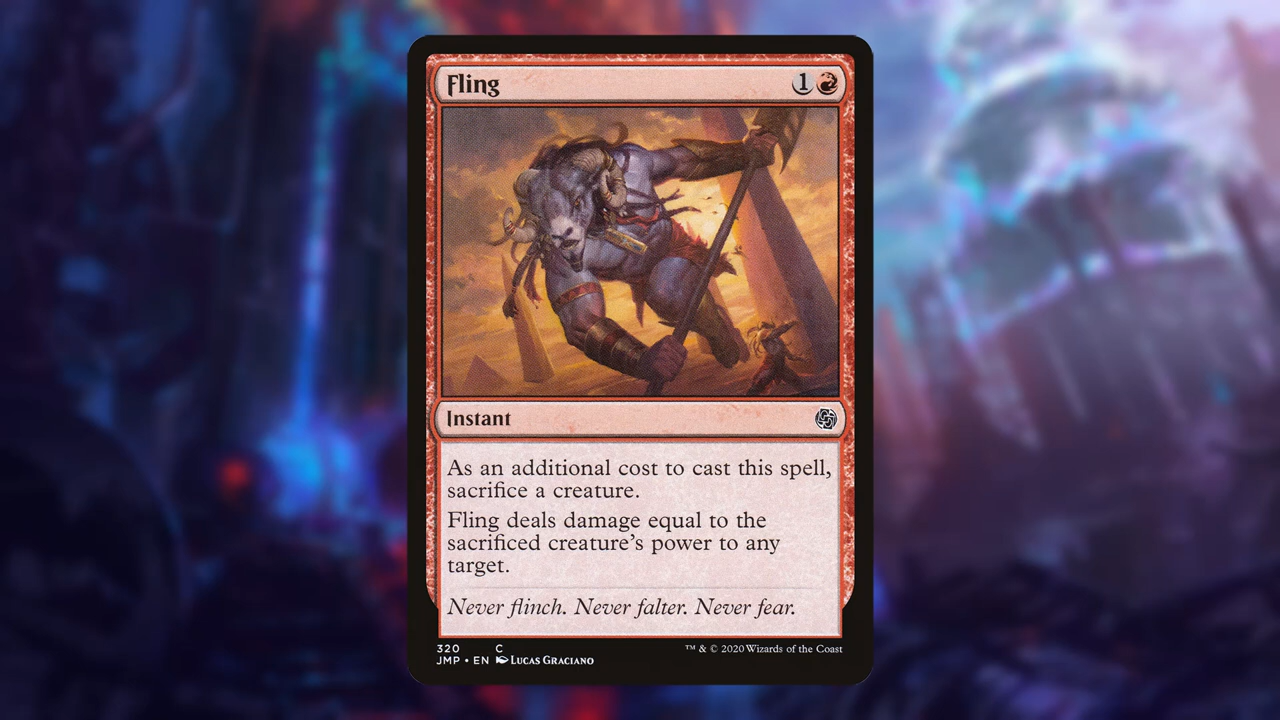 Fling
1
Instant
As an additional cost to cast this spell,
sacrifice a creature.
Fling deals damage equal to the
sacrificed creature's power to any
target.
Never flinch. Never falter. Never fear.
320 C
JMP • EN LUCAS GRACIANO
™ & © 2020 Wizards of the Coast